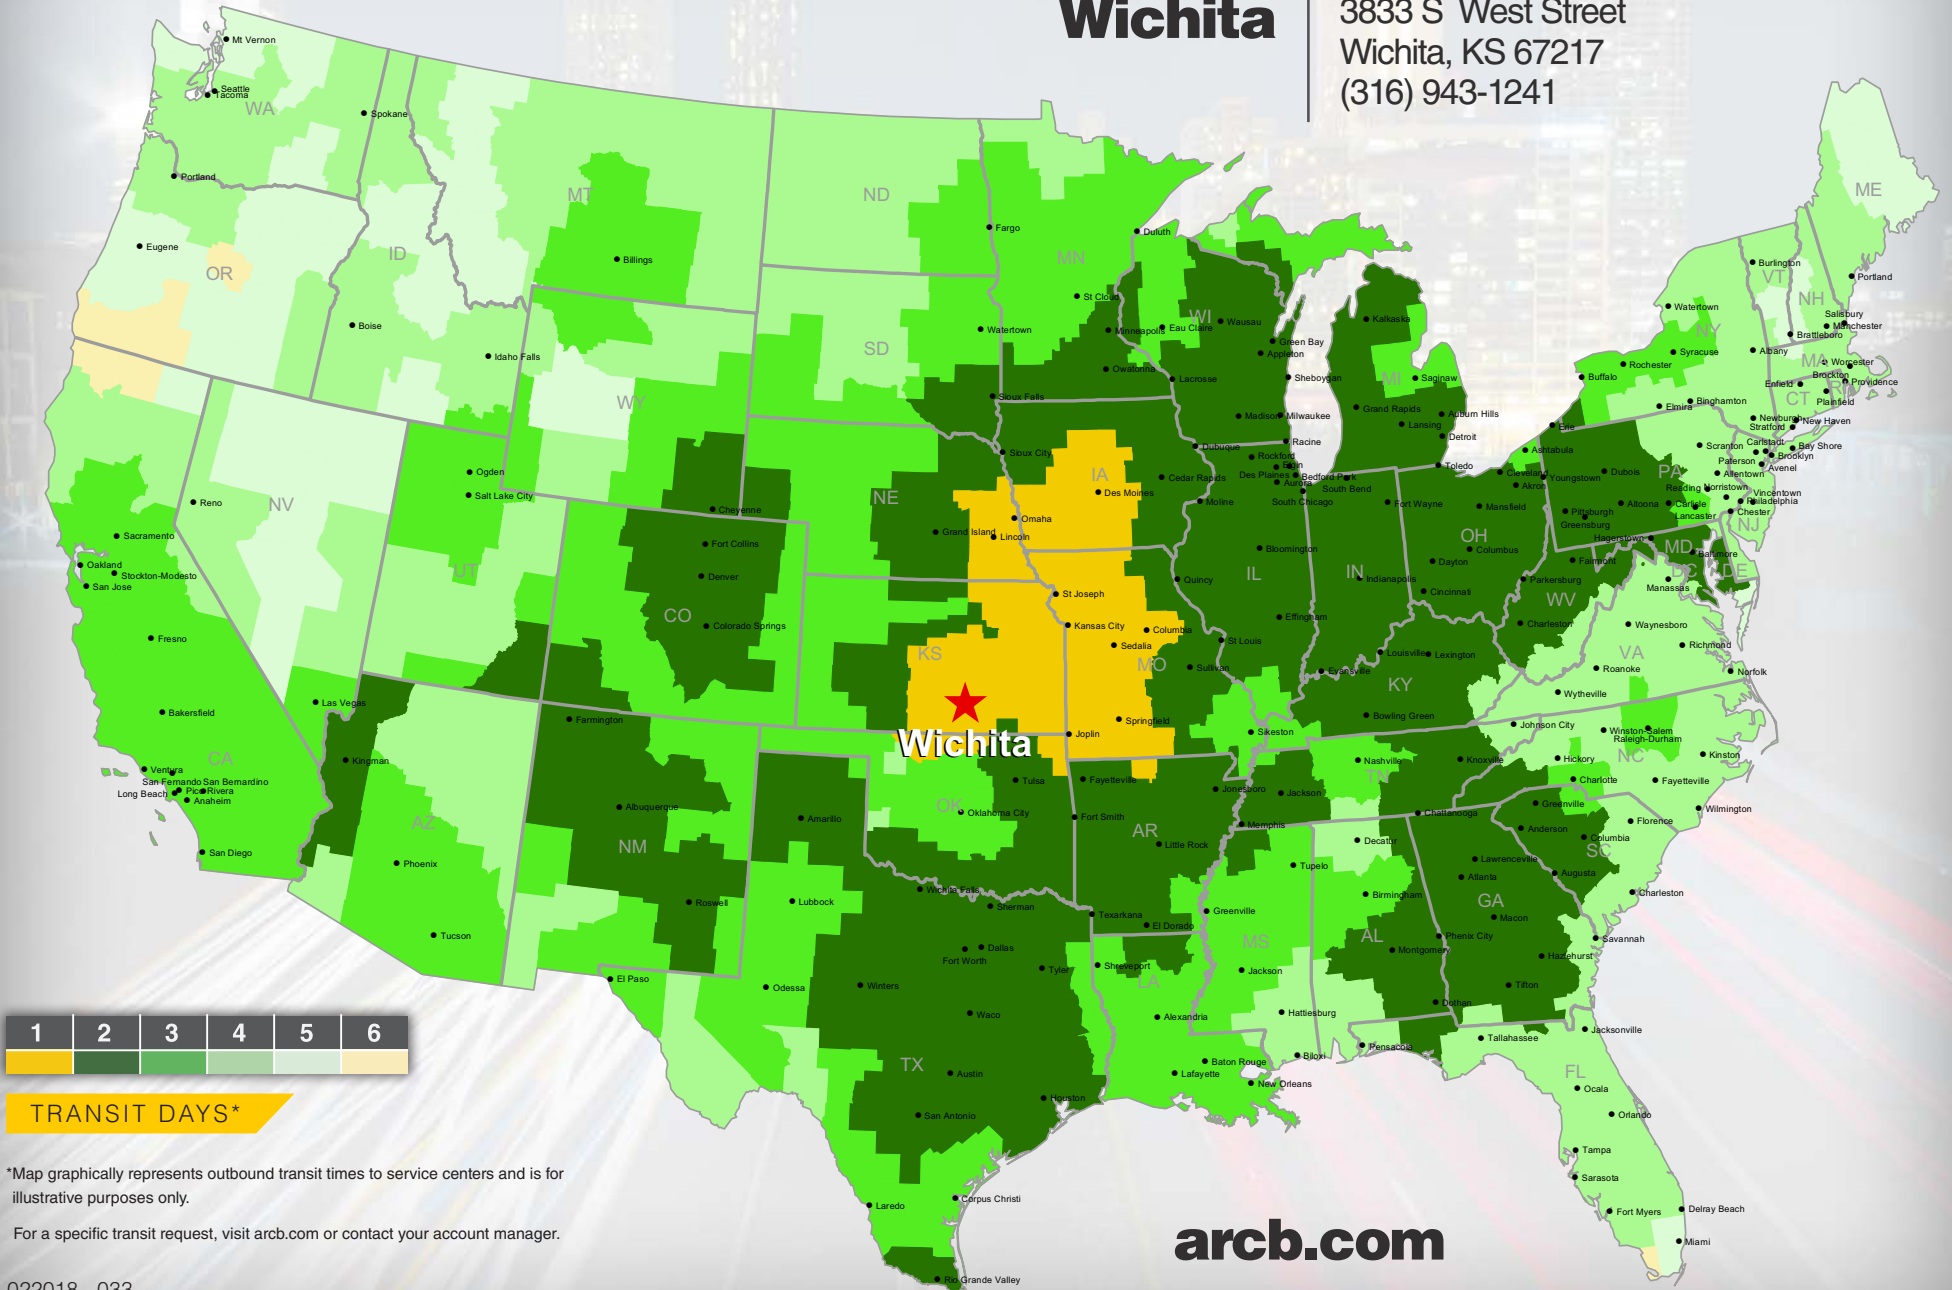 Wichita
3833 S West Street
Wichita, KS 67217
(316) 943-1241
Mt Vernon
Seattle
Tacoma
WA
Spokane
Portland
Eugene
OR
ID
Boise
Idaho Falls
MT
Billings
ND
Fargo
MN
Duluth
St Cloud
Minneapolis
Owatonna
Watertown
SD
Sioux Falls
WY
Cheyenne
WI
Eau Claire
Wausau
Green Bay
Appleton
Sheboygan
Lacrosse
Madison
Milwaukee
Racine
MI
Kalkaska
Saginaw
Grand Rapids
Lansing
Auburn Hills
Detroit
ME
Portland
Burlington
VT
NH
Salisbury
Manchester
Brattleboro
Watertown
NY
Syracuse
Rochester
Buffalo
Albany
MA
Worcester
Brockton
Providence
RI
Enfield
CT
Plainfield
Elmira
Binghamton
Newburgh
New Haven
Stratford
Erie
Scranton
Carlstadt
Bay Shore
Paterson
Brooklyn
Avenel
Allentown
PA
Dubois
Reading
Norristown
Vincentown
Philadelphia
Altoona
Carlisle
Lancaster
Chester
Pittsburgh
Greensburg
NJ
Hagerstown
MD
Baltimore
DC
DE
Manassas
Ashtabula
Toledo
Cleveland
Akron
Youngstown
Mansfield
OH
Columbus
Dayton
Cincinnati
Fairmont
Parkersburg
WV
Charleston
Waynesboro
VA
Richmond
Roanoke
Norfolk
Wytheville
Reno
NV
Ogden
Salt Lake City
UT
Sacramento
Oakland
Stockton-Modesto
San Jose
Fresno
Bakersfield
Las Vegas
CA
Ventura
San Fernando
San Bernardino
Long Beach
Pico Rivera
Anaheim
San Diego
Kingman
AZ
Phoenix
Tucson
Fort Collins
Denver
CO
Colorado Springs
Farmington
Albuquerque
NM
Roswell
El Paso
NE
Grand Island
Lincoln
Omaha
Sioux City
IA
Des Moines
Cedar Rapids
Dubuque
Moline
Rockford
Elgin
Des Plaines
Bedford Park
Aurora
South Chicago
South Bend
Fort Wayne
Bloomington
IL
IN
Indianapolis
Quincy
Effingham
St Louis
St Joseph
Kansas City
Columbia
Sedalia
MO
Sullivan
Springfield
Joplin
Sikeston
KS
Wichita
Evansville
Louisville
Lexington
KY
Bowling Green
Johnson City
Winston-Salem
Raleigh-Durham
NC
Hickory
Kinston
Charlotte
Fayetteville
Wilmington
Nashville
TN
Knoxville
Jackson
Memphis
Chattanooga
Greenville
Anderson
Columbia
SC
Florence
Charleston
Augusta
Lawrenceville
Atlanta
GA
Macon
Phenix City
Savannah
Hazlehurst
Tifton
Tulsa
OK
Oklahoma City
Fayetteville
Jonesboro
Fort Smith
AR
Little Rock
Texarkana
El Dorado
Amarillo
Lubbock
Wichita Falls
Sherman
Dallas
Fort Worth
Tyler
Odessa
Winters
Waco
TX
Austin
San Antonio
Houston
Laredo
Corpus Christi
Rio Grande Valley
Shreveport
LA
Alexandria
Baton Rouge
Lafayette
New Orleans
Tupelo
Greenville
MS
Jackson
Hattiesburg
Biloxi
Decatur
Birmingham
AL
Montgomery
Dothan
Pensacola
Tallahassee
Jacksonville
FL
Ocala
Orlando
Tampa
Sarasota
Fort Myers
Delray Beach
Miami
1 2 3 4 5 6
TRANSIT DAYS*
*Map graphically represents outbound transit times to service centers and is for
illustrative purposes only.
For a specific transit request, visit arcb.com or contact your account manager.
arcb.com
022018 - 033